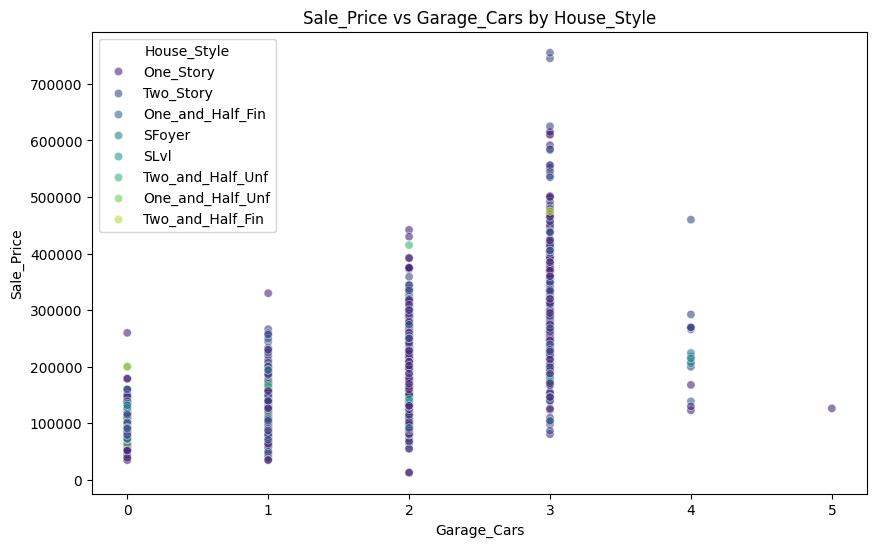 Sale_Price vs Garage_Cars by House_Style
House_Style
One_Story
Two_Story
One_and_Half_Fin
SFoyer
SLvl
Two_and_Half_Unf
One_and_Half_Unf
Two_and_Half_Fin
Sale_Price
700000
600000
500000
400000
300000
200000
100000
0
0 1 2 3 4 5
Garage_Cars